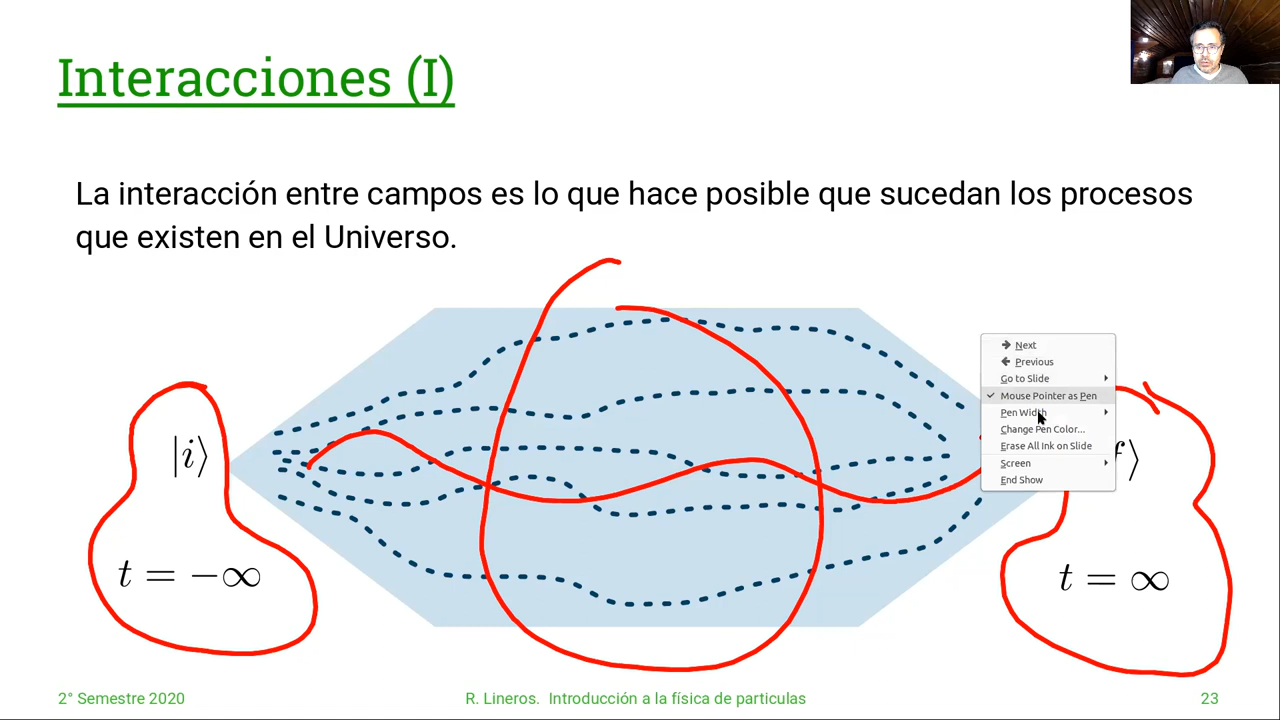 Interacciones (I)
La interacción entre campos es lo que hace posible que sucedan los procesos
que existen en el Universo.
|i⟩
t = −∞
Next
Previous
Go to Slide
Mouse Pointer as Pen
Pen Width
Change Pen Color...
Erase All Ink on Slide
Screen
End Show
f⟩
t = ∞
2° Semestre 2020
R. Lineros. Introducción a la física de particulas
23